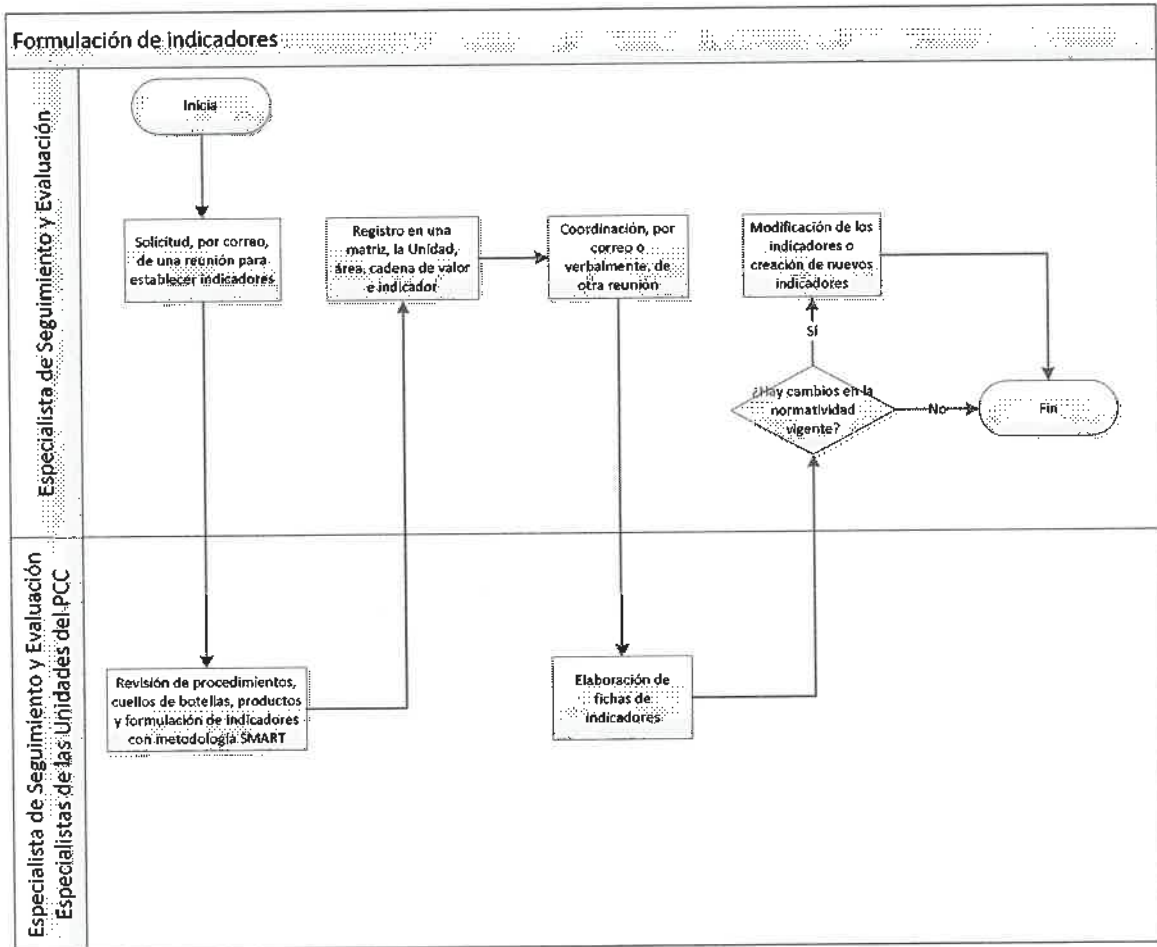 Formulación de indicadores
Especialista de Seguimiento y Evaluación
Inicia
Solicitud, por correo,
de una reunión para
establecer indicadores
Registro en una
matriz, la Unidad,
área, cadena de valor
e indicador
Coordinación, por
correo o
verbalmente, de
otra reunión
Modificación de los
indicadores o
creación de nuevos
indicadores
Sí
¿Hay cambios en la
normatividad
vigente?
No
Fin
Especialista de Seguimiento y Evaluación
Especialistas de las Unidades del PCC
Revisión de procedimientos,
cuellos de botellas, productos
y formulación de indicadores
con metodología SMART
Elaboración de
fichas de
indicadores